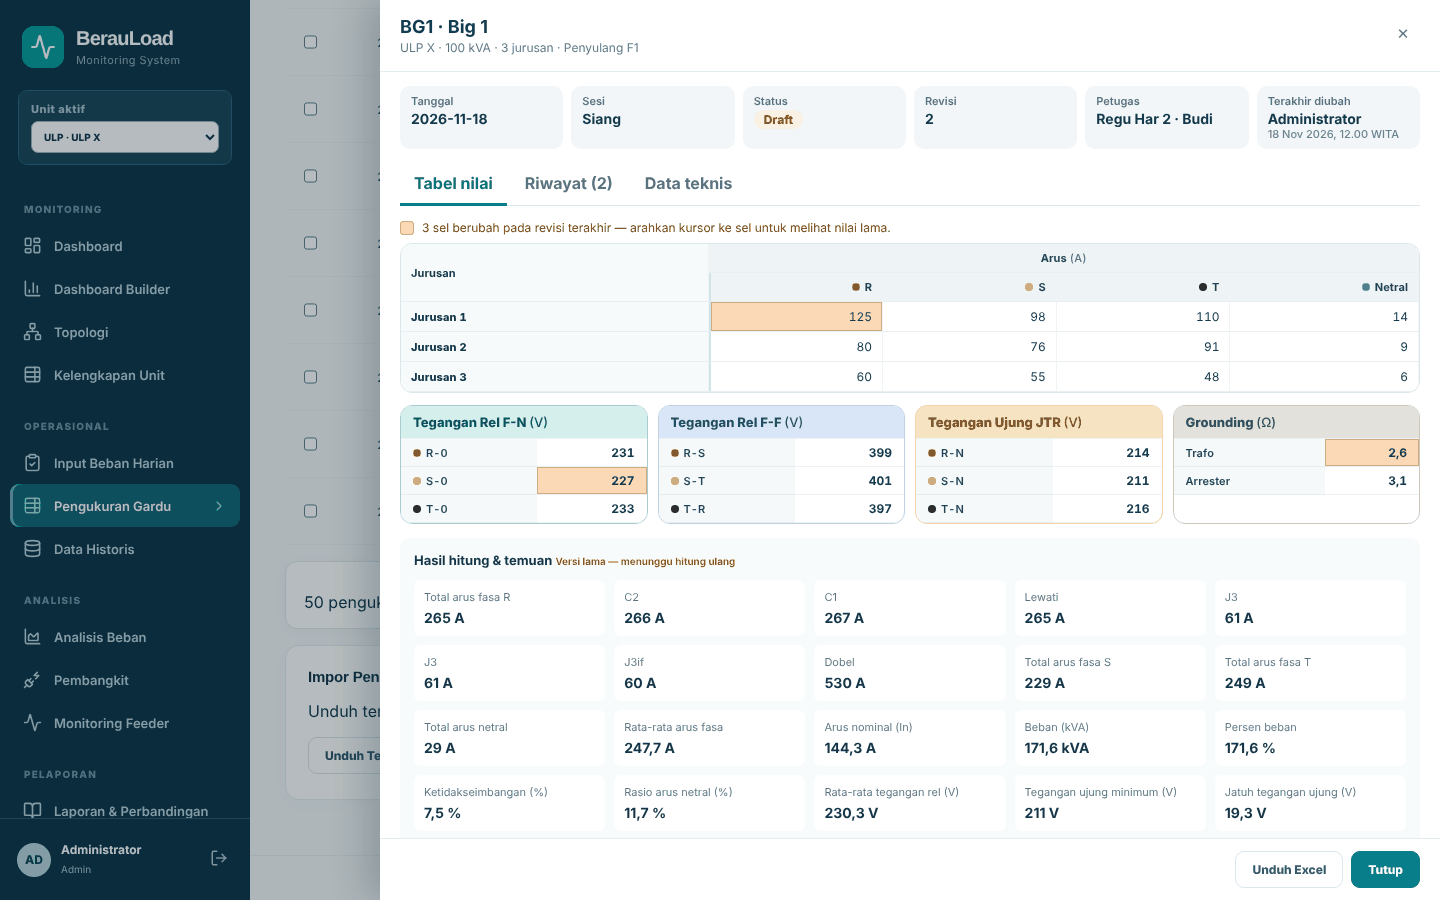 BerauLoad
Monitoring System
Unit aktif
ULP · ULP X
MONITORING
Dashboard
Dashboard Builder
Topologi
Kelengkapan Unit
OPERASIONAL
Input Beban Harian
Pengukuran Gardu
Data Historis
ANALISIS
Analisis Beban
Pembangkit
Monitoring Feeder
PELAPORAN
Laporan & Perbandingan
AD
Administrator
Admin
50 penguk
Impor Pen
Unduh ter
Unduh Te
BG1 · Big 1
ULP X · 100 kVA · 3 jurusan · Penyulang F1
Tanggal
2026-11-18
Sesi
Siang
Status
Draft
Revisi
2
Petugas
Regu Har 2 · Budi
Terakhir diubah
Administrator
18 Nov 2026, 12.00 WITA
Tabel nilai Riwayat (2) Data teknis
3 sel berubah pada revisi terakhir — arahkan kursor ke sel untuk melihat nilai lama.
Jurusan Arus (A)
R S T Netral
Jurusan 1 125 98 110 14
Jurusan 2 80 76 91 9
Jurusan 3 60 55 48 6
Tegangan Rel F-N (V)
R-0 231
S-0 227
T-0 233
Tegangan Rel F-F (V)
R-S 399
S-T 401
T-R 397
Tegangan Ujung JTR (V)
R-N 214
S-N 211
T-N 216
Grounding (Ω)
Trafo 2,6
Arrester 3,1
Hasil hitung & temuan Versi lama — menunggu hitung ulang
Total arus fasa R
265 A
C2
266 A
C1
267 A
Lewati
265 A
J3
61 A
J3
61 A
J3if
60 A
Dobel
530 A
Total arus fasa S
229 A
Total arus fasa T
249 A
Total arus netral
29 A
Rata-rata arus fasa
247,7 A
Arus nominal (In)
144,3 A
Beban (kVA)
171,6 kVA
Persen beban
171,6 %
Ketidakseimbangan (%)
7,5 %
Rasio arus netral (%)
11,7 %
Rata-rata tegangan rel (V)
230,3 V
Tegangan ujung minimum (V)
211 V
Jatuh tegangan ujung (V)
19,3 V
Unduh Excel
Tutup